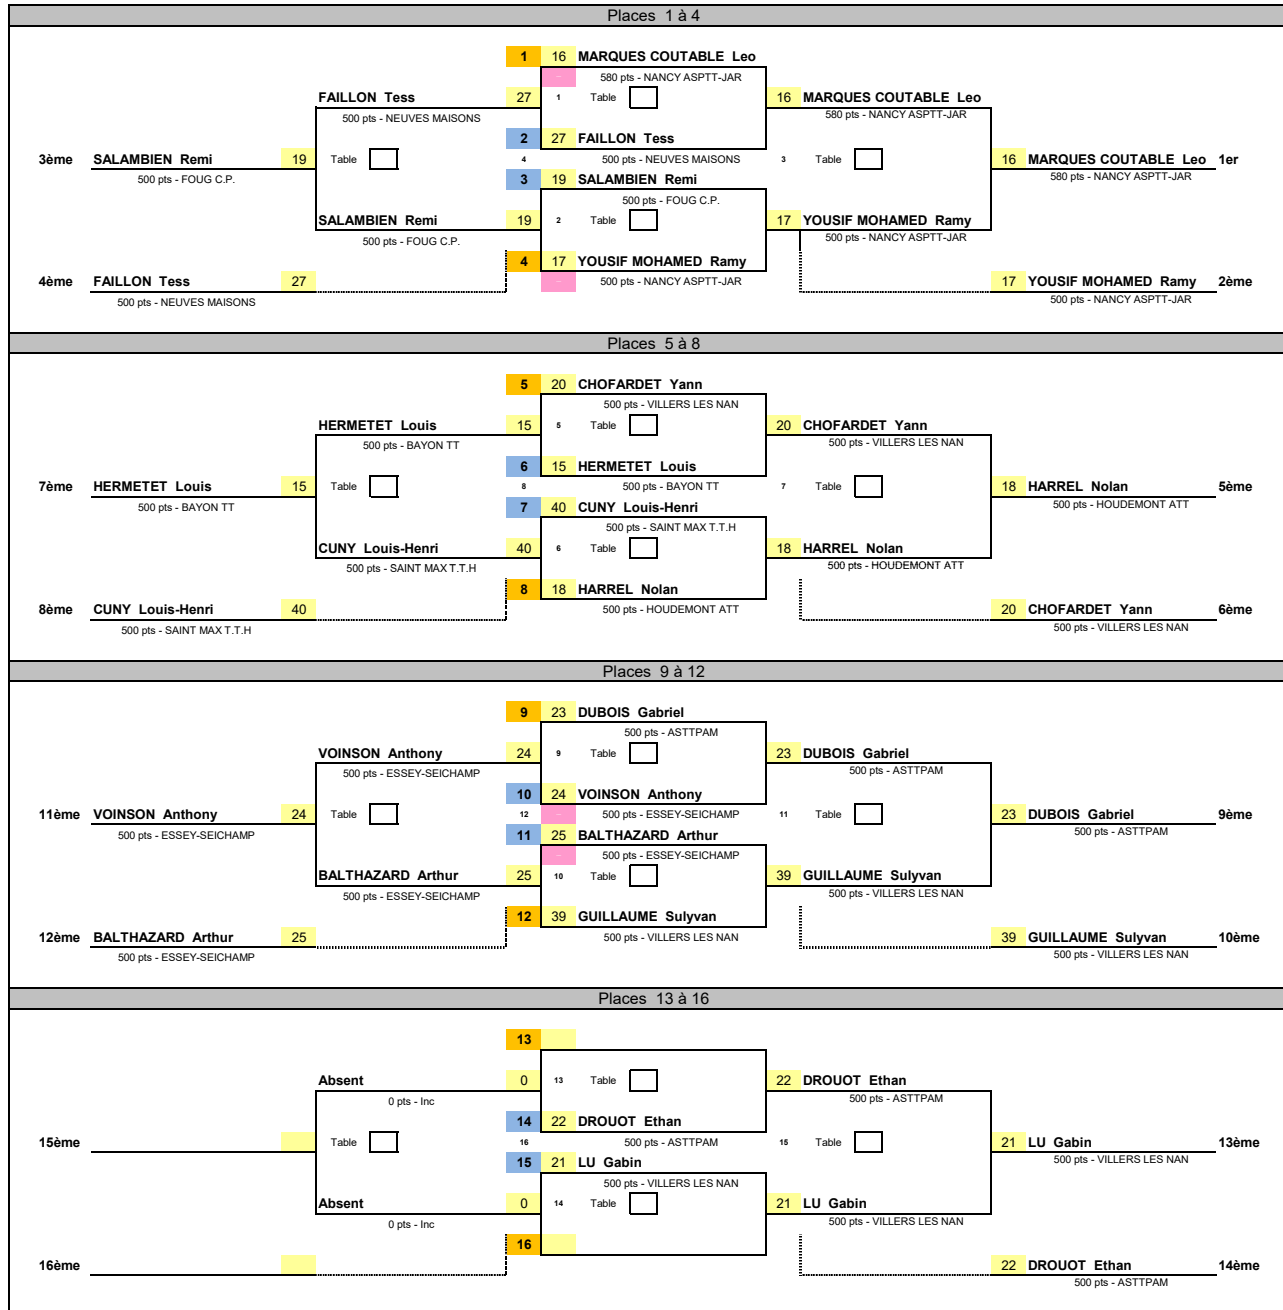 Places 1 à 4
1 16 MARQUES COUTABLE Leo
580 pts - NANCY ASPTT-JAR
FAILLON Tess 27 1 Table 16 MARQUES COUTABLE Leo
500 pts - NEUVES MAISONS 580 pts - NANCY ASPTT-JAR
2 27 FAILLON Tess
3ème SALAMBIEN Remi 19 Table 4 500 pts - NEUVES MAISONS 3 Table 16 MARQUES COUTABLE Leo 1er
500 pts - FOUG C.P. 3 19 SALAMBIEN Remi 580 pts - NANCY ASPTT-JAR
500 pts - FOUG C.P.
SALAMBIEN Remi 19 2 Table 17 YOUSIF MOHAMED Ramy
500 pts - FOUG C.P. 500 pts - NANCY ASPTT-JAR
4 17 YOUSIF MOHAMED Ramy
4ème FAILLON Tess 27 500 pts - NANCY ASPTT-JAR 17 YOUSIF MOHAMED Ramy 2ème
500 pts - NEUVES MAISONS 500 pts - NANCY ASPTT-JAR
Places 5 à 8
5 20 CHOFARDET Yann
500 pts - VILLERS LES NAN
HERMETET Louis 15 5 Table 20 CHOFARDET Yann
500 pts - BAYON TT 500 pts - VILLERS LES NAN
6 15 HERMETET Louis
7ème HERMETET Louis 15 Table 8 500 pts - BAYON TT 7 Table 18 HARREL Nolan 5ème
500 pts - BAYON TT 7 40 CUNY Louis-Henri 500 pts - HOUDEMONT ATT
500 pts - SAINT MAX T.T.H
CUNY Louis-Henri 40 6 Table 18 HARREL Nolan
500 pts - SAINT MAX T.T.H 500 pts - HOUDEMONT ATT
8 18 HARREL Nolan
8ème CUNY Louis-Henri 40 500 pts - HOUDEMONT ATT 20 CHOFARDET Yann 6ème
500 pts - SAINT MAX T.T.H 500 pts - VILLERS LES NAN
Places 9 à 12
9 23 DUBOIS Gabriel
500 pts - ASTTPAM
VOINSON Anthony 24 9 Table 23 DUBOIS Gabriel
500 pts - ESSEY-SEICHAMP 500 pts - ASTTPAM
10 24 VOINSON Anthony
11ème VOINSON Anthony 24 Table 12 500 pts - ESSEY-SEICHAMP 11 Table 23 DUBOIS Gabriel 9ème
500 pts - ESSEY-SEICHAMP 11 25 BALTHAZARD Arthur 500 pts - ASTTPAM
500 pts - ESSEY-SEICHAMP
BALTHAZARD Arthur 25 10 Table 39 GUILLAUME Sulyvan
500 pts - ESSEY-SEICHAMP 500 pts - VILLERS LES NAN
12 39 GUILLAUME Sulyvan
12ème BALTHAZARD Arthur 25 500 pts - VILLERS LES NAN 39 GUILLAUME Sulyvan 10ème
500 pts - ESSEY-SEICHAMP 500 pts - VILLERS LES NAN
Places 13 à 16
13
Absent 0 13 Table 22 DROUOT Ethan
0 pts - Inc 500 pts - ASTTPAM
14 22 DROUOT Ethan
15ème Table 16 500 pts - ASTTPAM 15 Table 21 LU Gabin 13ème
15 21 LU Gabin 500 pts - VILLERS LES NAN
500 pts - VILLERS LES NAN
Absent 0 14 Table 21 LU Gabin
0 pts - Inc 500 pts - VILLERS LES NAN
16
16ème 22 DROUOT Ethan 14ème
500 pts - ASTTPAM